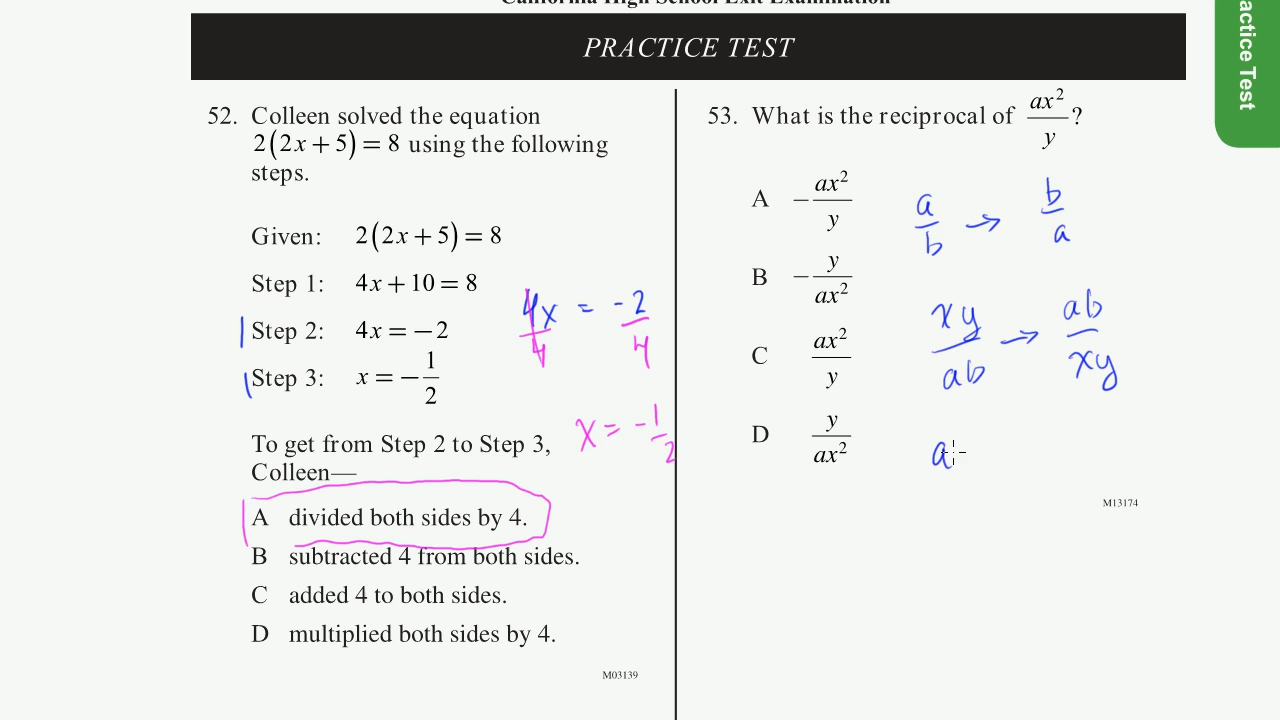 California High School Exit Examination
PRACTICE TEST
actice Test
52. Colleen solved the equation
2(2x + 5) = 8 using the following
steps.
Given: 2(2x + 5) = 8
Step 1: 4x + 10 = 8
Step 2: 4x = −2
Step 3: x = −1/2
4x/4 = -2/4
x = -1/2
To get from Step 2 to Step 3,
Colleen—
A divided both sides by 4.
B subtracted 4 from both sides.
C added 4 to both sides.
D multiplied both sides by 4.
M03139
53. What is the reciprocal of ax²/y?
A −ax²/y
B −y/ax²
C ax²/y
D y/ax²
a/b → b/a
xy/ab → ab/xy
a
M13174